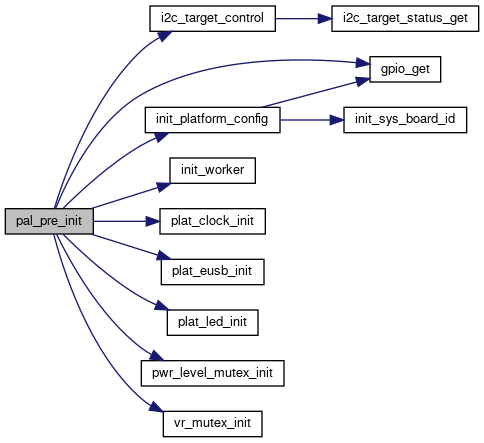 i2c_target_control
i2c_target_status_get
gpio_get
init_platform_config
init_sys_board_id
init_worker
pal_pre_init
plat_clock_init
plat_eusb_init
plat_led_init
pwr_level_mutex_init
vr_mutex_init